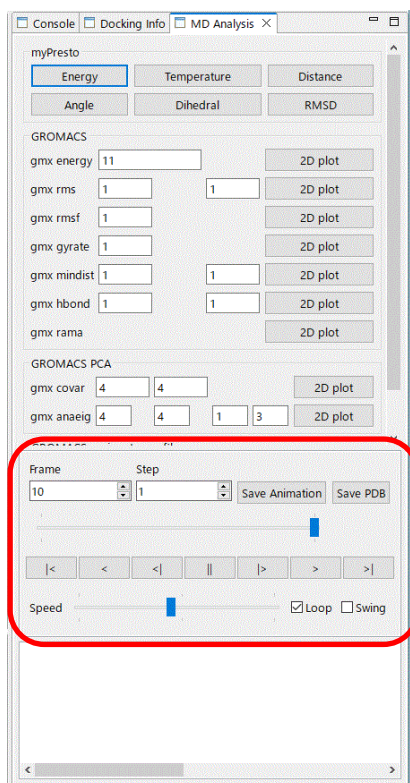 Console Docking Info MD Analysis
myPresto
Energy Temperature Distance
Angle Dihedral RMSD
GROMACS
gmx energy 11 2D plot
gmx rms 1 1 2D plot
gmx rmsf 1 2D plot
gmx gyrate 1 2D plot
gmx mindist 1 1 2D plot
gmx hbond 1 1 2D plot
gmx rama 2D plot
GROMACS PCA
gmx covar 4 4 2D plot
gmx anaeig 4 4 1 3 2D plot
Frame Step
10 1 Save Animation Save PDB
|< < <| || |> > >|
Speed Loop Swing